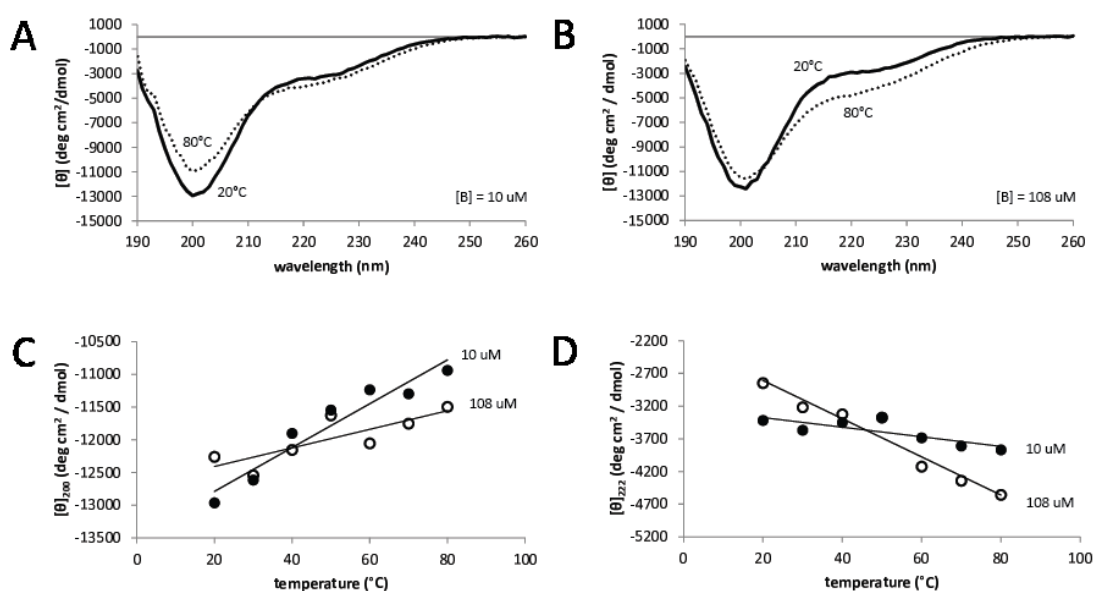 A
1000
-1000
-3000
-5000
-7000
-9000
-11000
-13000
-15000
[θ] (deg cm²/dmol)
80°C
20°C
[B] = 10 uM
190 200 210 220 230 240 250 260
wavelength (nm)
B
1000
-1000
-3000
-5000
-7000
-9000
-11000
-13000
-15000
[θ] (deg cm² / dmol)
20°C
80°C
[B] = 108 uM
190 200 210 220 230 240 250 260
wavelength (nm)
C
-10500
-11000
-11500
-12000
-12500
-13000
-13500
[θ]₂₀₀ (deg cm² / dmol)
10 uM
108 uM
0 20 40 60 80 100
temperature (°C)
D
-2200
-2700
-3200
-3700
-4200
-4700
-5200
[θ]₂₂₂ (deg cm² / dmol)
10 uM
108 uM
0 20 40 60 80 100
temperature (°C)